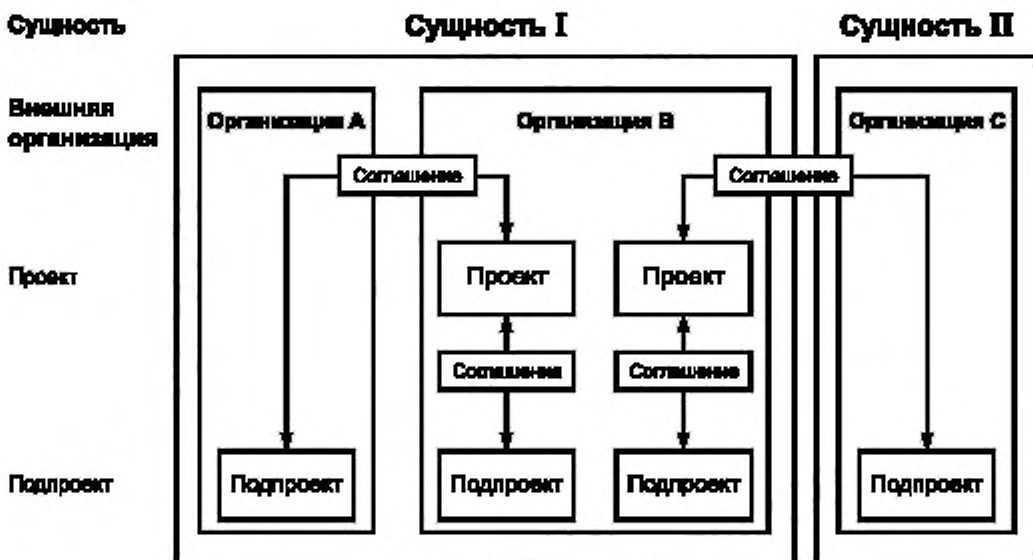 Сущность
Сущность I
Сущность II
Внешняя
организация
Организация A
Организация B
Организация C
Соглашение
Соглашение
Проект
Проект
Проект
Соглашение
Соглашение
Подпроект
Подпроект
Подпроект
Подпроект
Подпроект